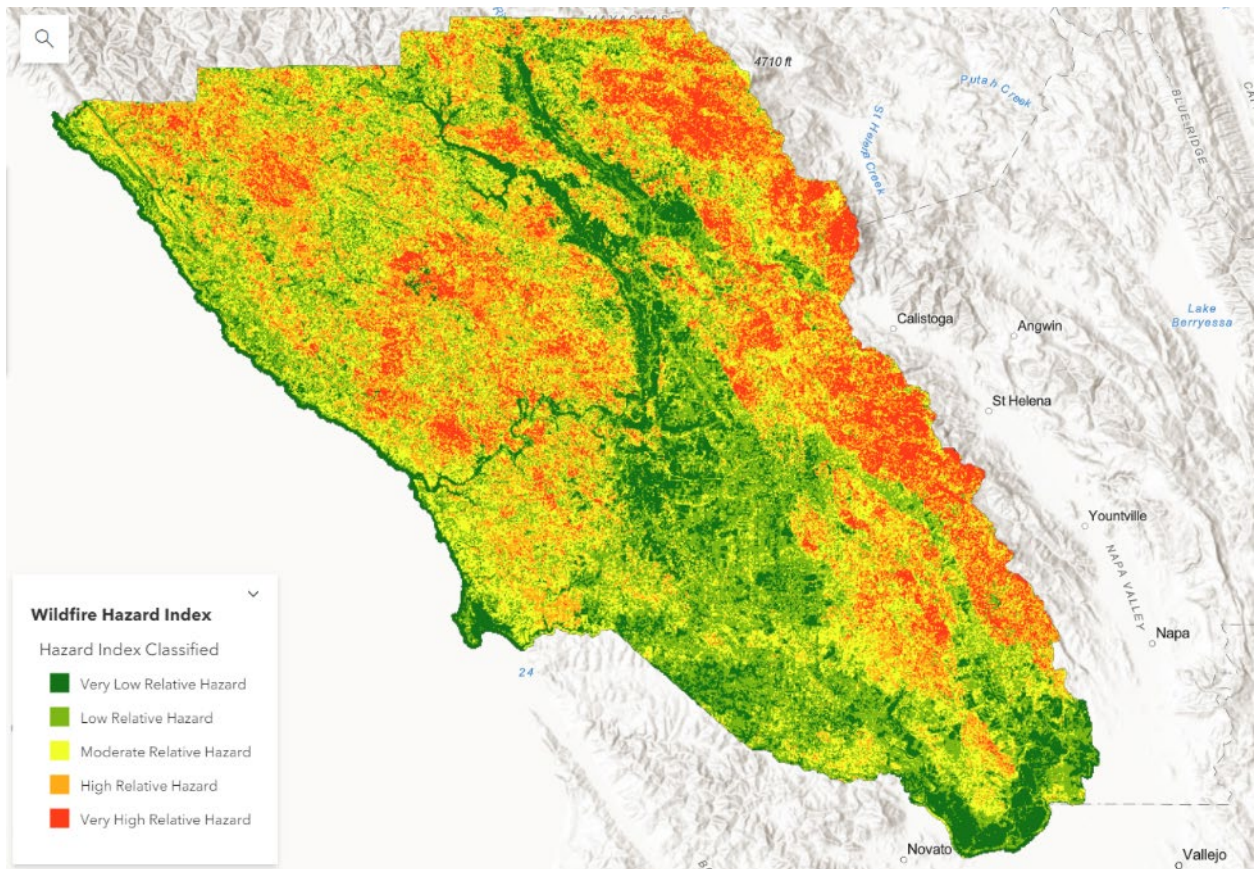 4710 ft
Putah Creek
St Helena Creek
BLUE RIDGE
Lake
Berryessa
Calistoga
Angwin
St Helena
Yountville
NAPA VALLEY
Napa
24
Wildfire Hazard Index
Hazard Index Classified
Very Low Relative Hazard
Low Relative Hazard
Moderate Relative Hazard
High Relative Hazard
Very High Relative Hazard
Novato
Vallejo